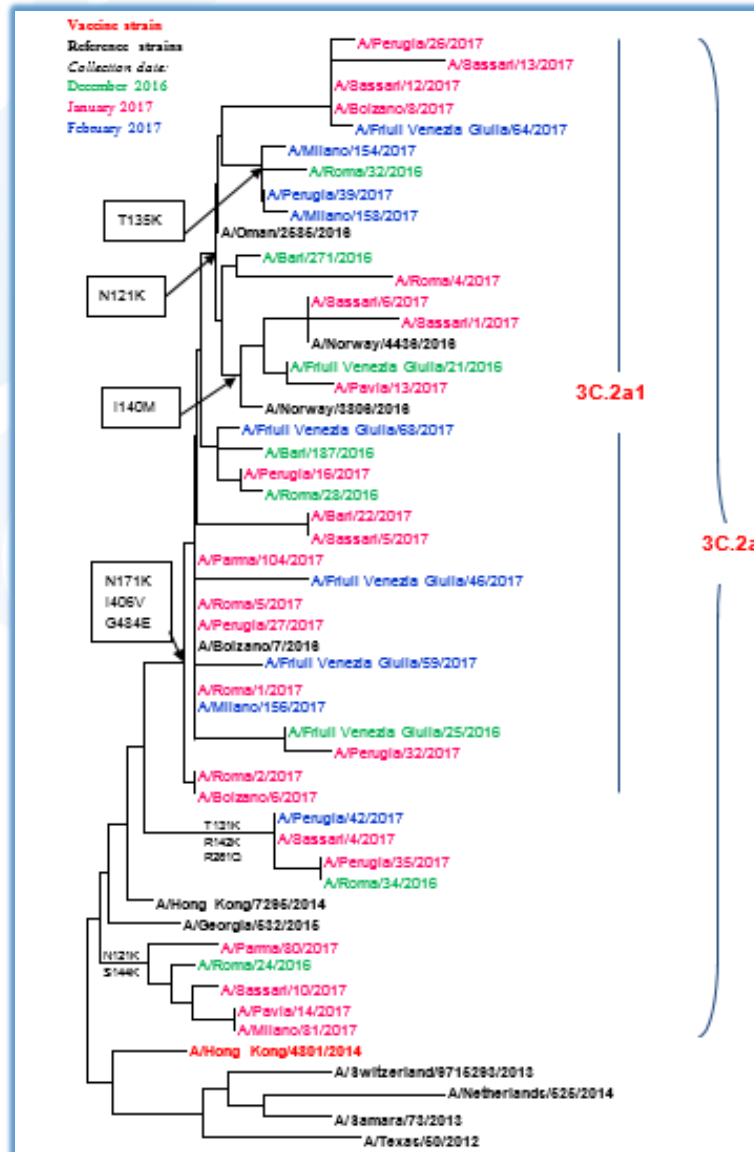 Vaccine strain
Reference strains
Collection date:
December 2016
January 2017
February 2017
A/Perugia/26/2017
A/Sassari/13/2017
A/Sassari/12/2017
A/Bolzano/8/2017
A/Friuli Venezia Giulia/64/2017
A/Milano/154/2017
A/Roma/32/2016
A/Perugia/39/2017
A/Milano/158/2017
T135K
A/Oman/2585/2016
A/Bari/271/2016
A/Roma/4/2017
N121K
A/Sassari/6/2017
A/Sassari/1/2017
A/Norway/4436/2016
A/Friuli Venezia Giulia/21/2016
A/Pavia/13/2017
3C.2a1
I140M
A/Norway/3806/2016
A/Friuli Venezia Giulia/68/2017
A/Bari/187/2016
A/Perugia/16/2017
A/Roma/28/2016
A/Bari/22/2017
A/Sassari/5/2017
3C.2a
A/Parma/104/2017
N171K
I406V
G484E
A/Friuli Venezia Giulia/46/2017
A/Roma/5/2017
A/Perugia/27/2017
A/Bolzano/7/2016
A/Friuli Venezia Giulia/59/2017
A/Roma/1/2017
A/Milano/156/2017
A/Friuli Venezia Giulia/25/2016
A/Perugia/32/2017
A/Roma/2/2017
A/Bolzano/6/2017
A/Perugia/42/2017
T131K
R142K
R261Q
A/Sassari/4/2017
A/Perugia/35/2017
A/Roma/34/2016
A/Hong Kong/7295/2014
A/Georgia/532/2015
A/Parma/80/2017
N121K
S144K
A/Roma/24/2016
A/Sassari/10/2017
A/Pavia/14/2017
A/Milano/81/2017
A/Hong Kong/4801/2014
A/Switzerland/9715293/2013
A/Netherlands/525/2014
A/Samara/73/2013
A/Texas/50/2012